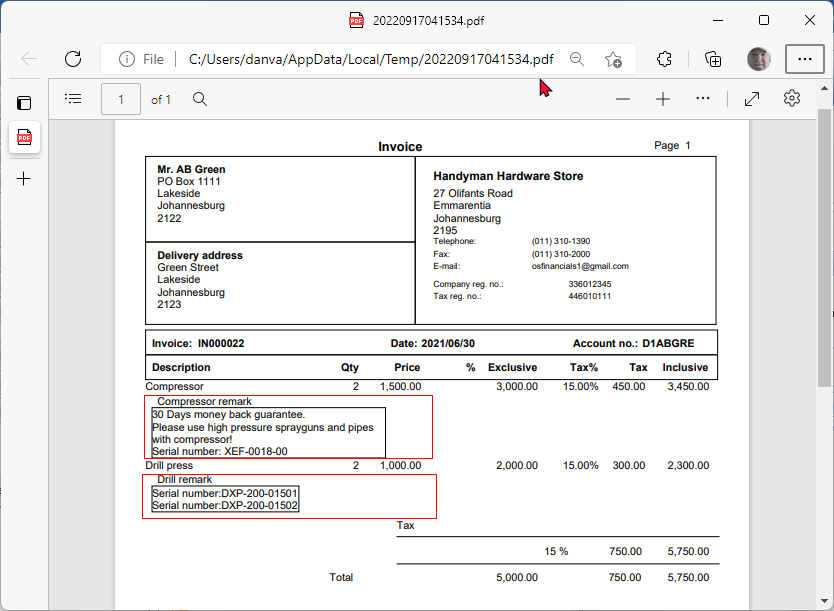 20220917041534.pdf
File
C:/Users/danva/AppData/Local/Temp/20220917041534.pdf
1 of 1
Invoice
Page 1
Mr. AB Green
PO Box 1111
Lakeside
Johannesburg
2122
Delivery address
Green Street
Lakeside
Johannesburg
2123
Handyman Hardware Store
27 Olifants Road
Emmarentia
Johannesburg
2195
Telephone: (011) 310-1390
Fax: (011) 310-2000
E-mail: osfinancials1@gmail.com
Company reg. no.: 336012345
Tax reg. no.: 446010111
Invoice: IN000022 Date: 2021/06/30 Account no.: D1ABGRE
Description Qty Price % Exclusive Tax% Tax Inclusive
Compressor 2 1,500.00 3,000.00 15.00% 450.00 3,450.00
Compressor remark
30 Days money back guarantee.
Please use high pressure sprayguns and pipes
with compressor!
Serial number: XEF-0018-00
Drill press 2 1,000.00 2,000.00 15.00% 300.00 2,300.00
Drill remark
Serial number:DXP-200-01501
Serial number:DXP-200-01502
Tax
15 % 750.00 5,750.00
Total 5,000.00 750.00 5,750.00